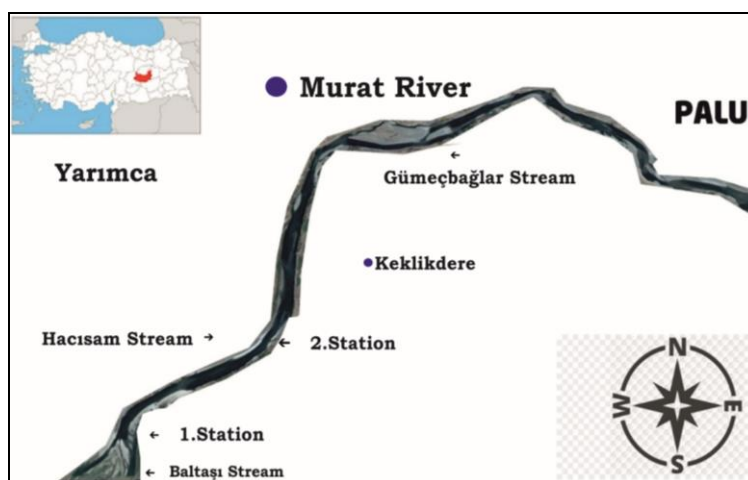 Murat River
PALU
Yarımca
Gümeçbağlar Stream
Keklikdere
Hacısam Stream
2.Station
1.Station
Baltaşı Stream
N
W
E
S